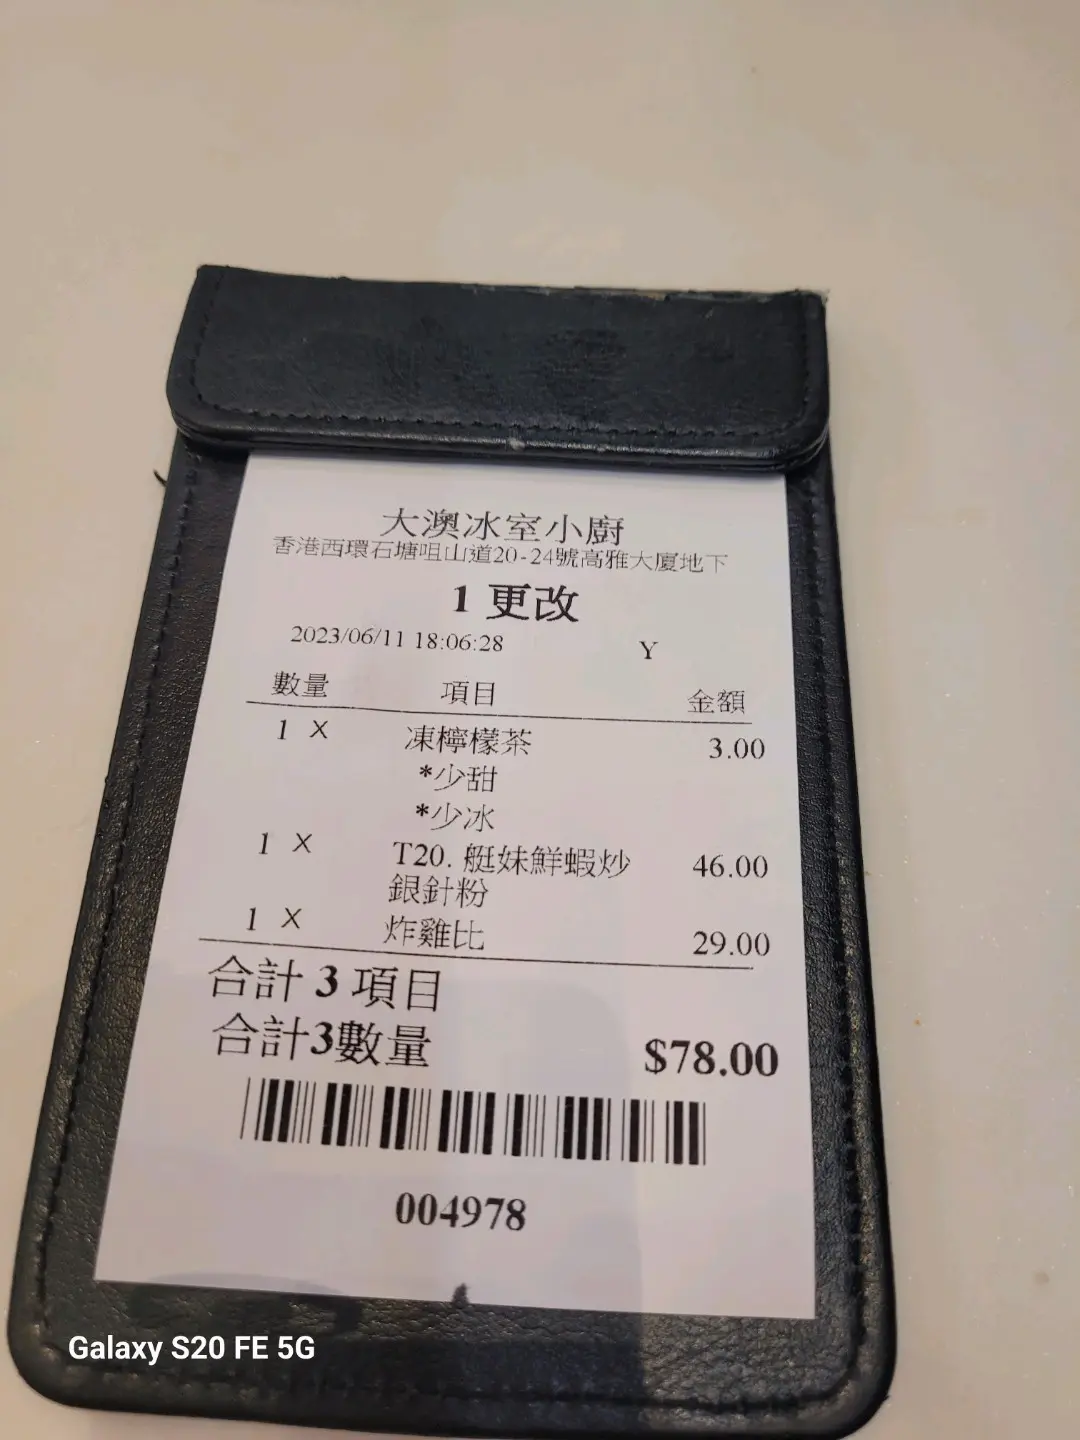 大澳冰室小廚
香港西環石塘咀山道20-24號高雅大廈地下
1 更改
2023/06/11 18:06:28 Y
數量 項目 金額
1 X 凍檸檬茶 3.00
*少甜
*少冰
1 X T20. 艇妹鮮蝦炒 46.00
銀針粉
1 X 炸雞比 29.00
合計 3 項目
合計3數量 $78.00
004978
Galaxy S20 FE 5G